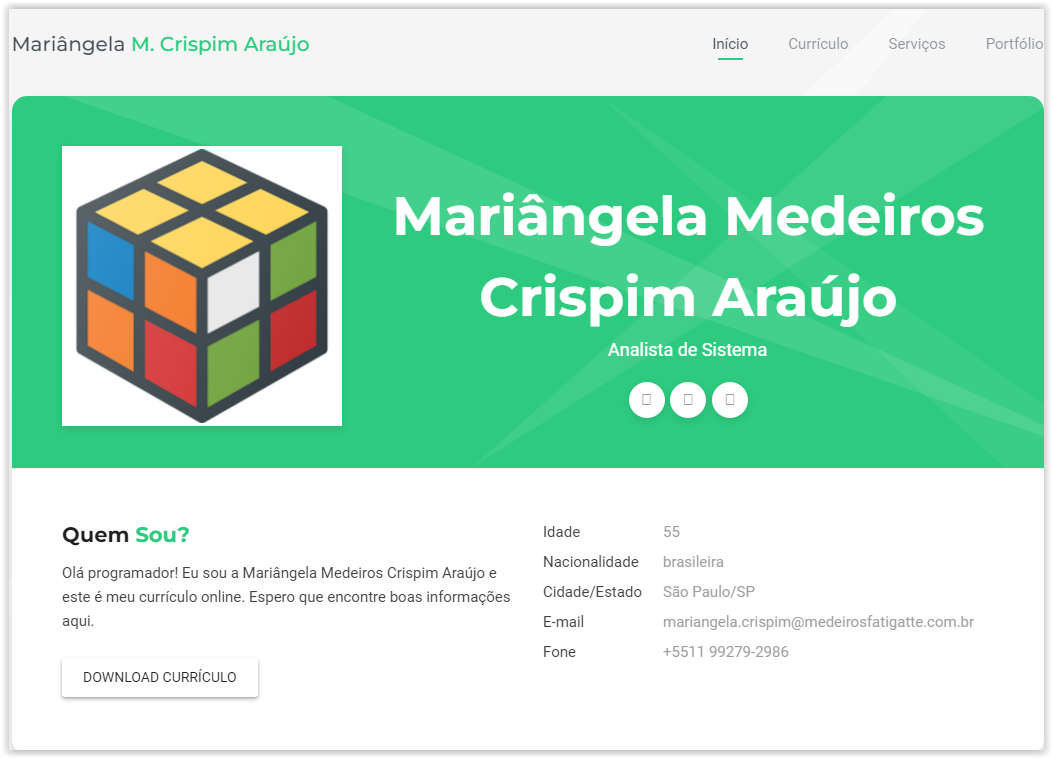 Mariângela M. Crispim Araújo
Início Currículo Serviços Portfólio
Mariângela Medeiros
Crispim Araújo
Analista de Sistema
Quem Sou?
Olá programador! Eu sou a Mariângela Medeiros Crispim Araújo e
este é meu currículo online. Espero que encontre boas informações
aqui.
DOWNLOAD CURRÍCULO
Idade 55
Nacionalidade brasileira
Cidade/Estado São Paulo/SP
E-mail mariangela.crispim@medeirosfatigatte.com.br
Fone +5511 99279-2986